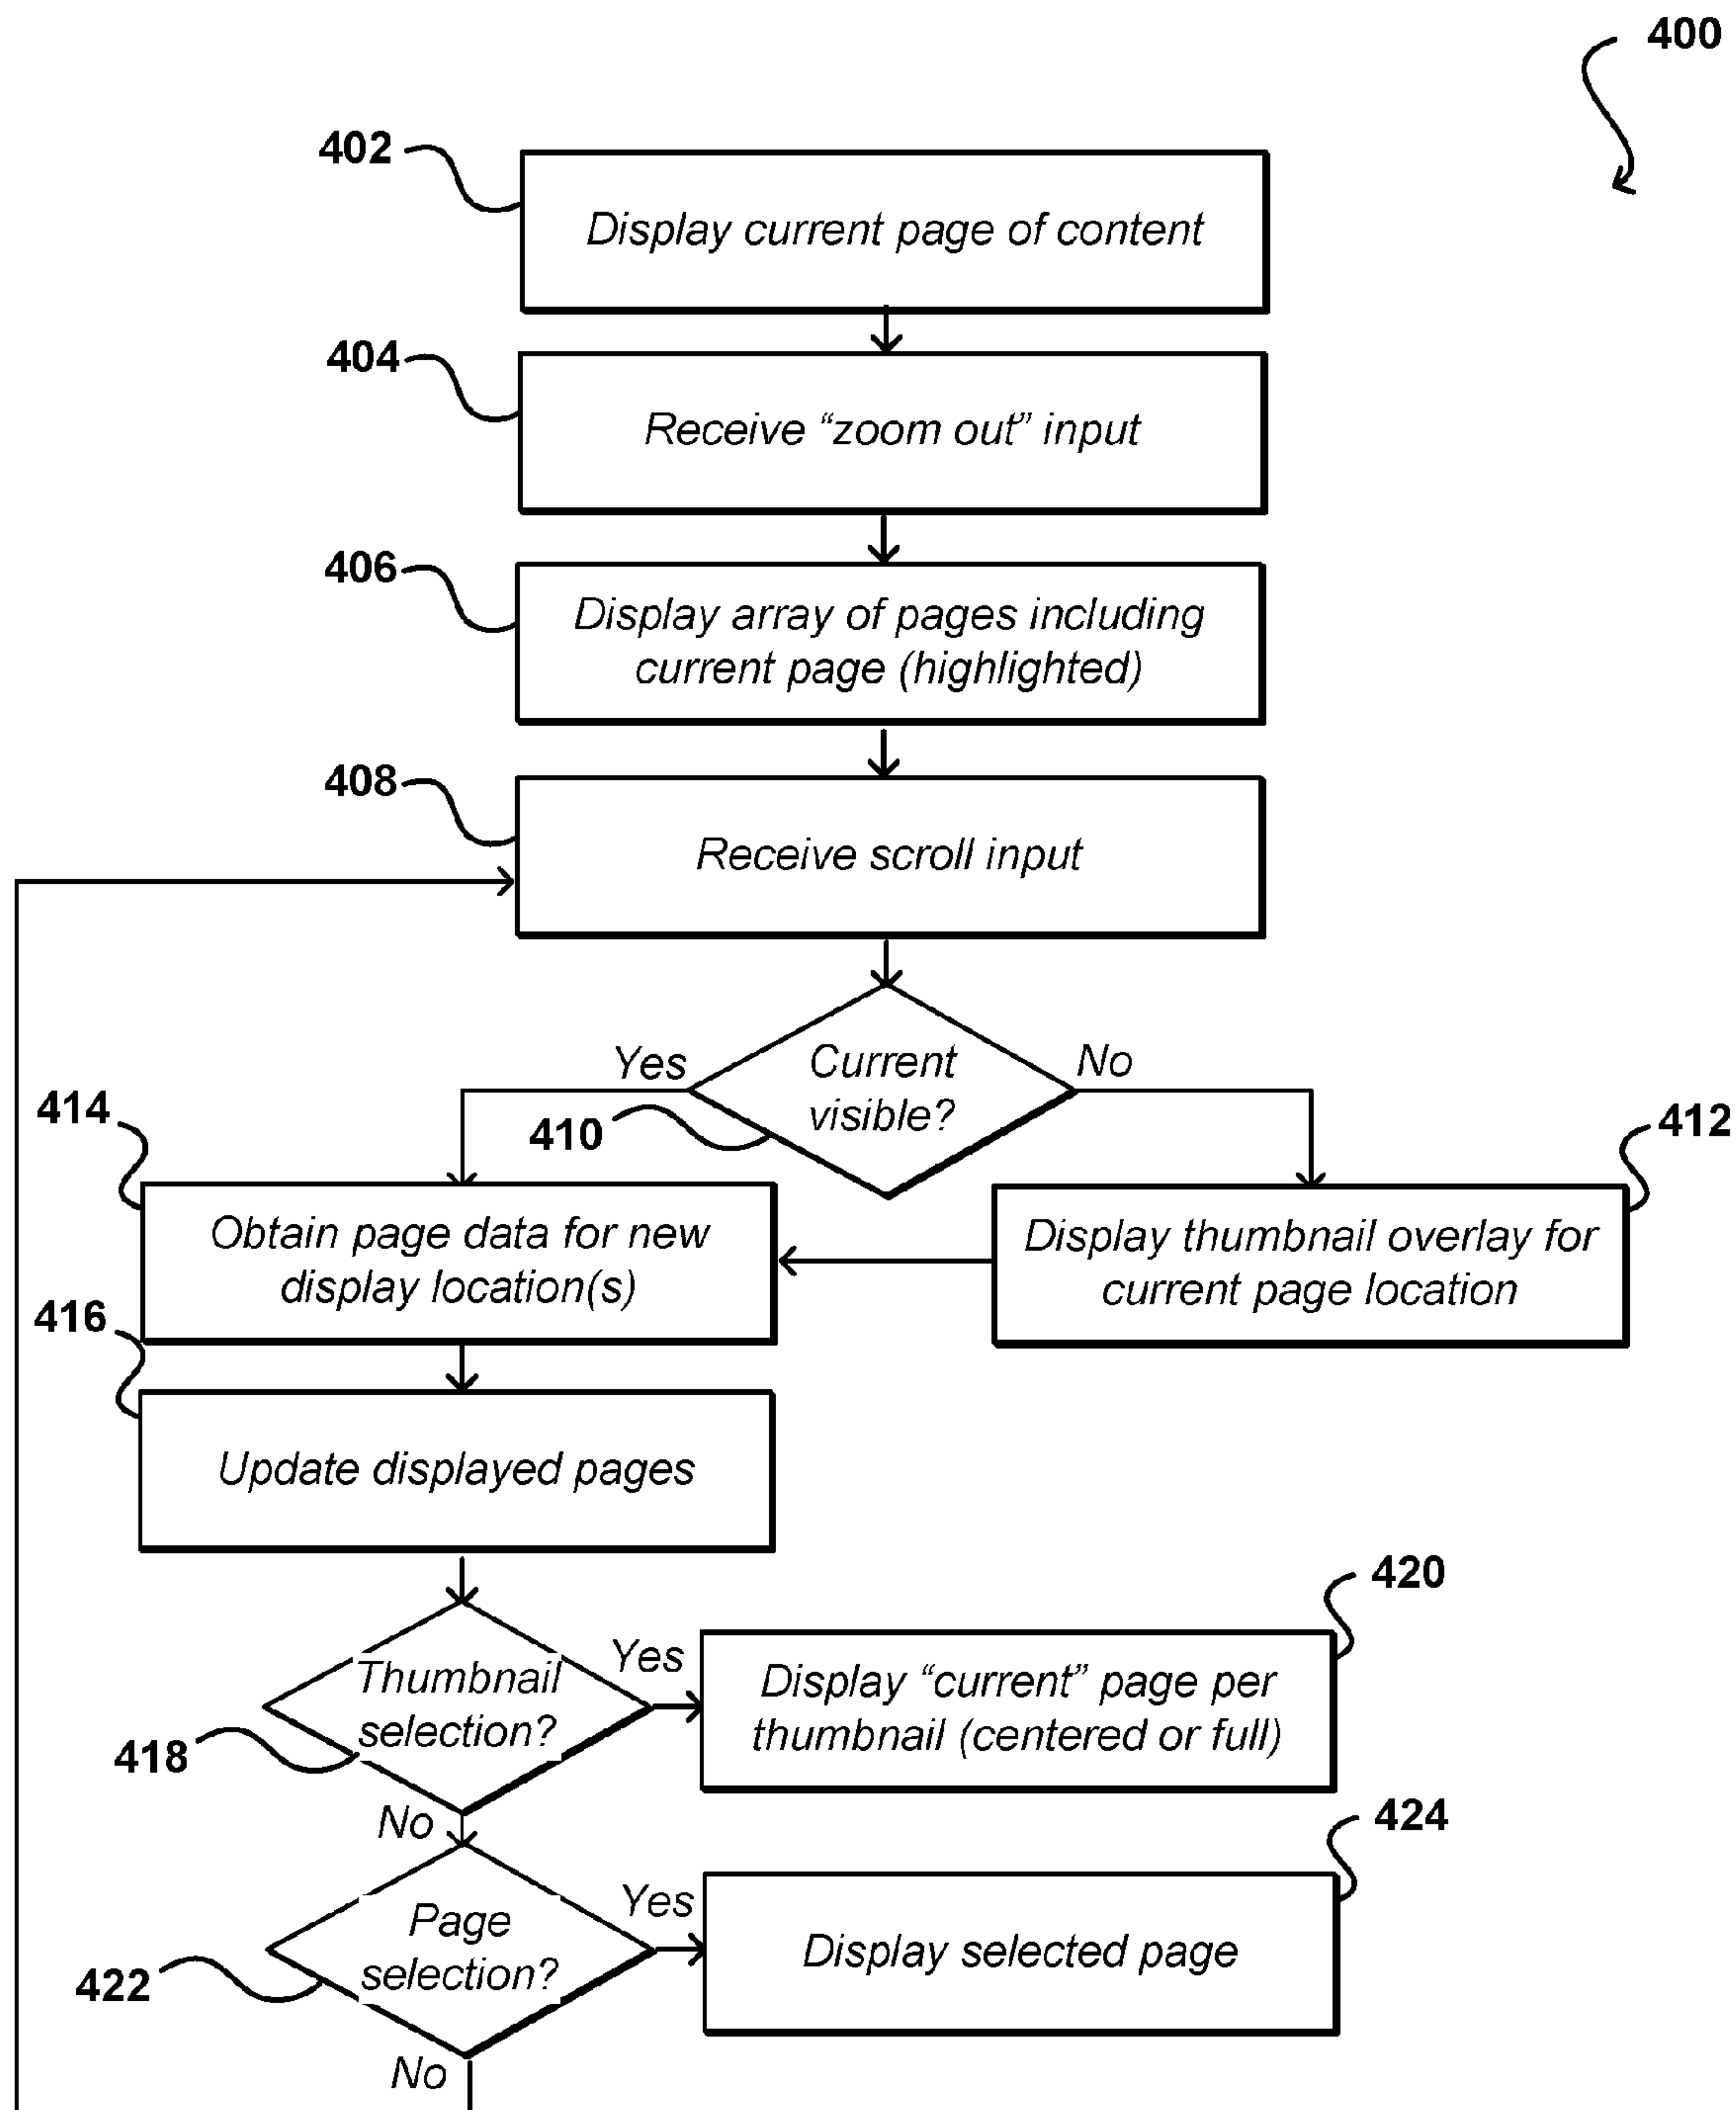 400
402
Display current page of content
404
Receive “zoom out” input
406
Display array of pages including
current page (highlighted)
408
Receive scroll input
Current
visible?
Yes
No
410
414
Obtain page data for new
display location(s)
412
Display thumbnail overlay for
current page location
416
Update displayed pages
Thumbnail
selection?
418
Yes
420
Display “current” page per
thumbnail (centered or full)
No
Page
selection?
422
Yes
424
Display selected page
No